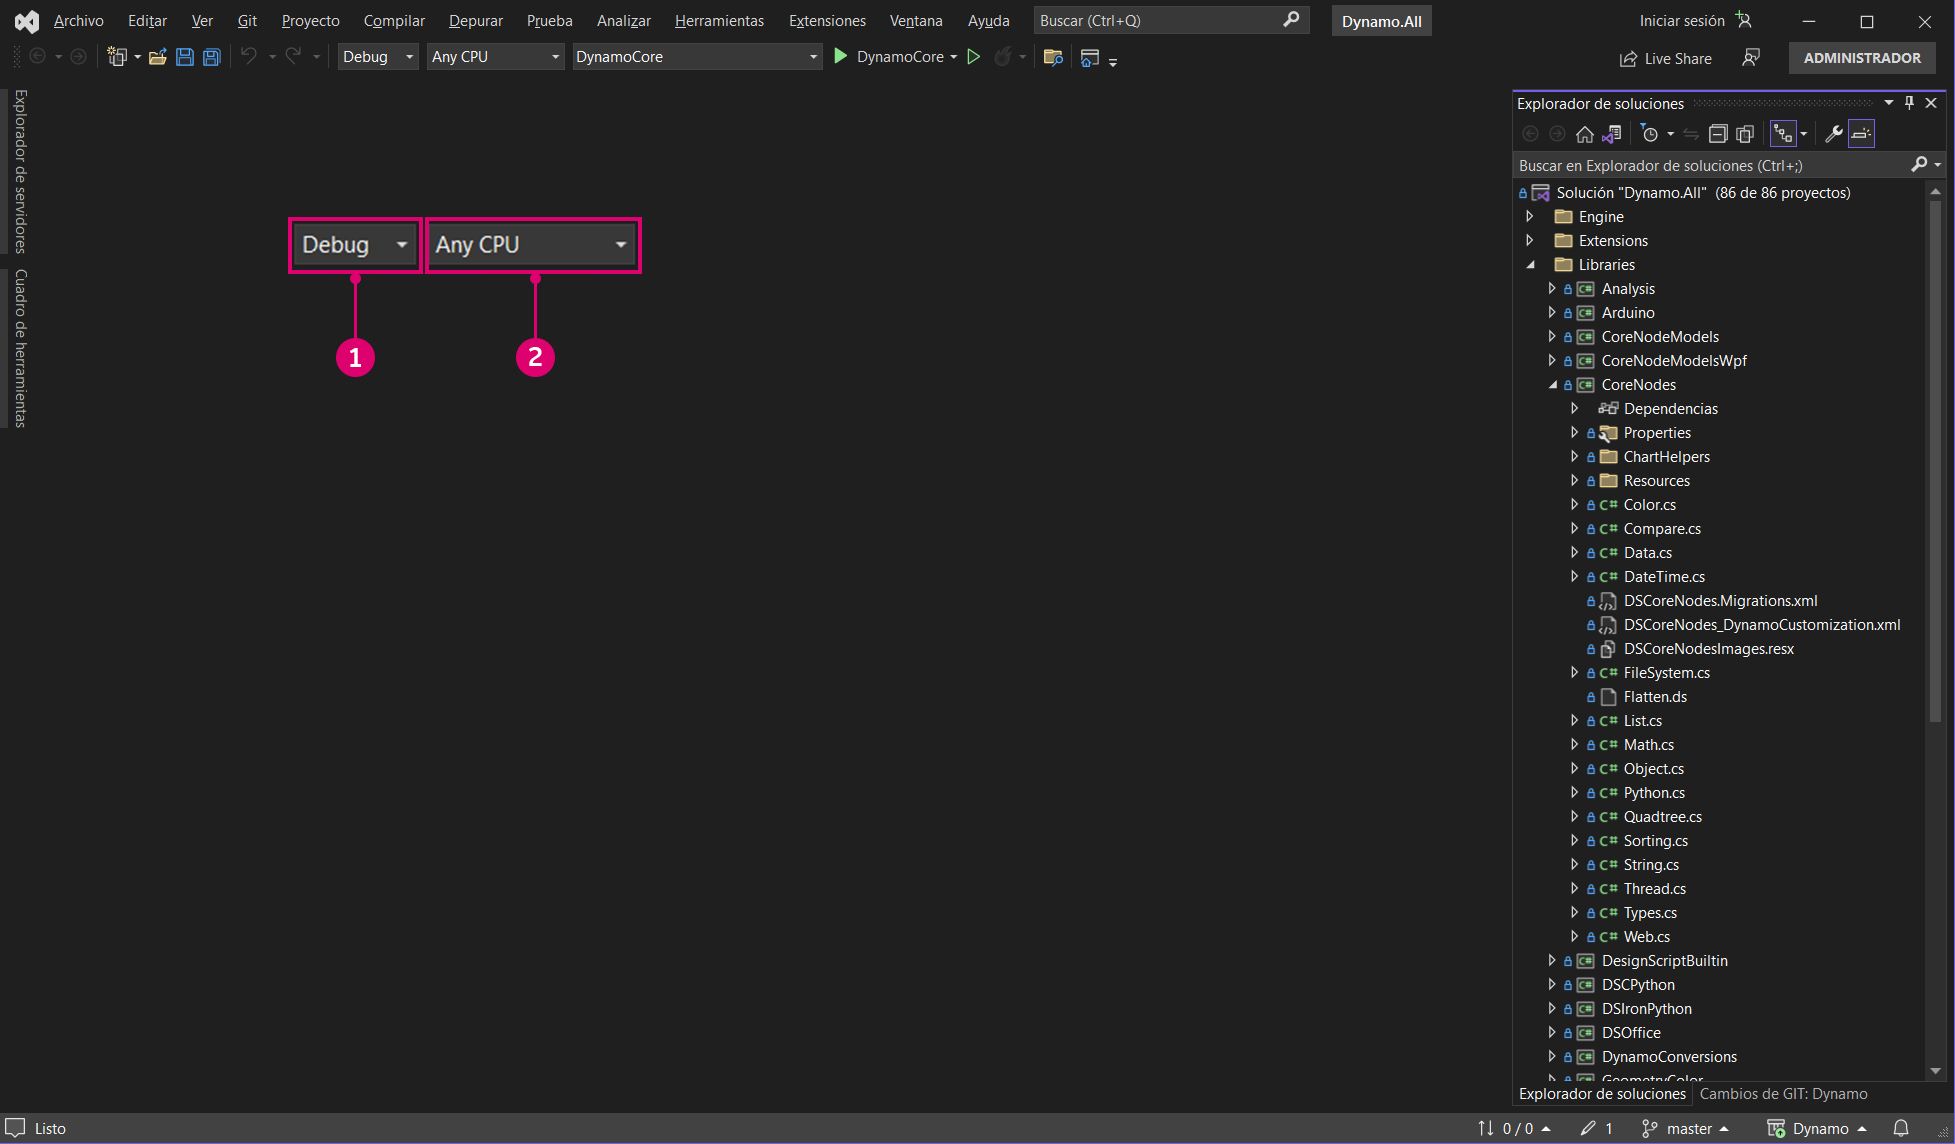 Archivo Editar Ver Git Proyecto Compilar Depurar Prueba Analizar Herramientas Extensiones Ventana Ayuda Buscar (Ctrl+Q) Dynamo.All Iniciar sesión
Debug Any CPU DynamoCore DynamoCore Live Share ADMINISTRADOR
Explorador de servidores
Cuadro de herramientas
Debug Any CPU
1 2
Explorador de soluciones
Buscar en Explorador de soluciones (Ctrl+;)
Solución "Dynamo.All" (86 de 86 proyectos)
Engine
Extensions
Libraries
C# Analysis
C# Arduino
C# CoreNodeModels
C# CoreNodeModelsWpf
C# CoreNodes
Dependencias
Properties
ChartHelpers
Resources
C# Color.cs
C# Compare.cs
C# Data.cs
C# DateTime.cs
DSCoreNodes.Migrations.xml
DSCoreNodes_DynamoCustomization.xml
DSCoreNodesImages.resx
C# FileSystem.cs
Flatten.ds
C# List.cs
C# Math.cs
C# Object.cs
C# Python.cs
C# Quadtree.cs
C# Sorting.cs
C# String.cs
C# Thread.cs
C# Types.cs
C# Web.cs
C# DesignScriptBuiltin
C# DSCPython
C# DSIronPython
C# DSOffice
C# DynamoConversions
C# GeometryColor
Explorador de soluciones Cambios de GIT: Dynamo
Listo 0 / 0 1 master Dynamo